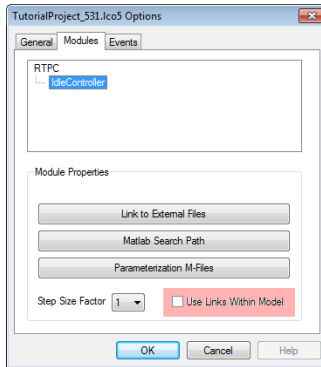 TutorialProject_531.lco5 Options
General Modules Events
RTPC
IdleController
Module Properties
Link to External Files
Matlab Search Path
Parameterization M-Files
Step Size Factor 1 Use Links Within Model
OK Cancel Help